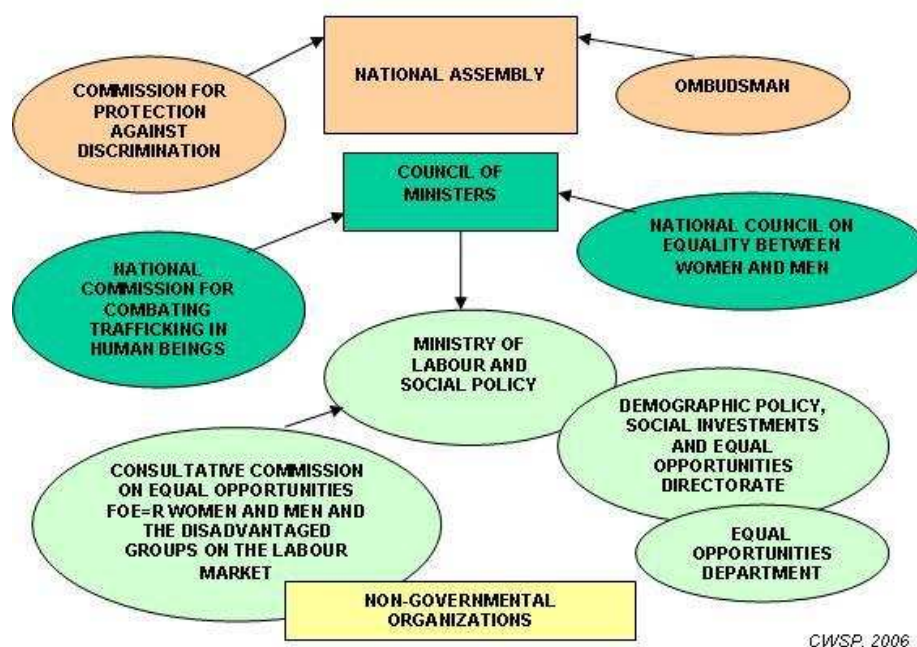 NATIONAL ASSEMBLY
COMMISSION FOR
PROTECTION
AGAINST
DISCRIMINATION
OMBUDSMAN
COUNCIL OF
MINISTERS
NATIONAL COUNCIL ON
EQUALITY BETWEEN
WOMEN AND MEN
NATIONAL
COMMISSION FOR
COMBATING
TRAFFICKING IN
HUMAN BEINGS
MINISTRY OF
LABOUR AND
SOCIAL POLICY
DEMOGRAPHIC POLICY,
SOCIAL INVESTMENTS
AND EQUAL
OPPORTUNITIES
DIRECTORATE
CONSULTATIVE COMMISSION
ON EQUAL OPPORTUNITIES
FOE=R WOMEN AND MEN AND
THE DISADVANTAGED
GROUPS ON THE LABOUR
MARKET
EQUAL
OPPORTUNITIES
DEPARTMENT
NON-GOVERNMENTAL
ORGANIZATIONS
CWSP, 2006